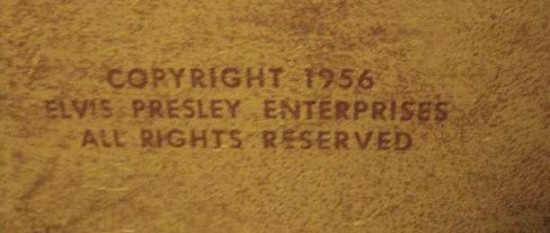 COPYRIGHT 1956
ELVIS PRESLEY ENTERPRISES
ALL RIGHTS RESERVED